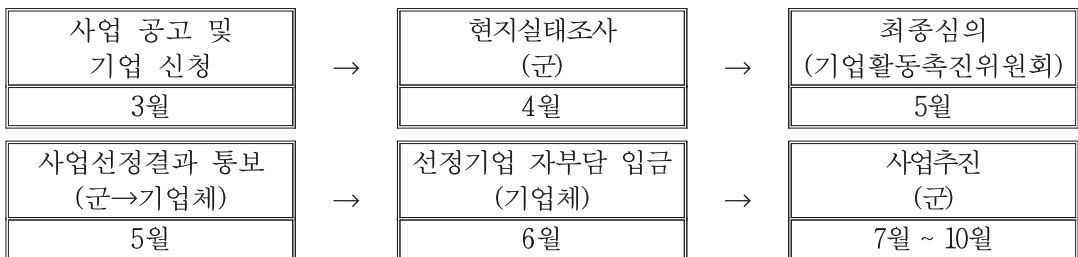 사업 공고 및
기업 신청
3월
→
현지실태조사
(군)
4월
→
최종심의
(기업활동촉진위원회)
5월
사업선정결과 통보
(군→기업체)
5월
→
선정기업 자부담 입금
(기업체)
6월
→
사업추진
(군)
7월 ~ 10월